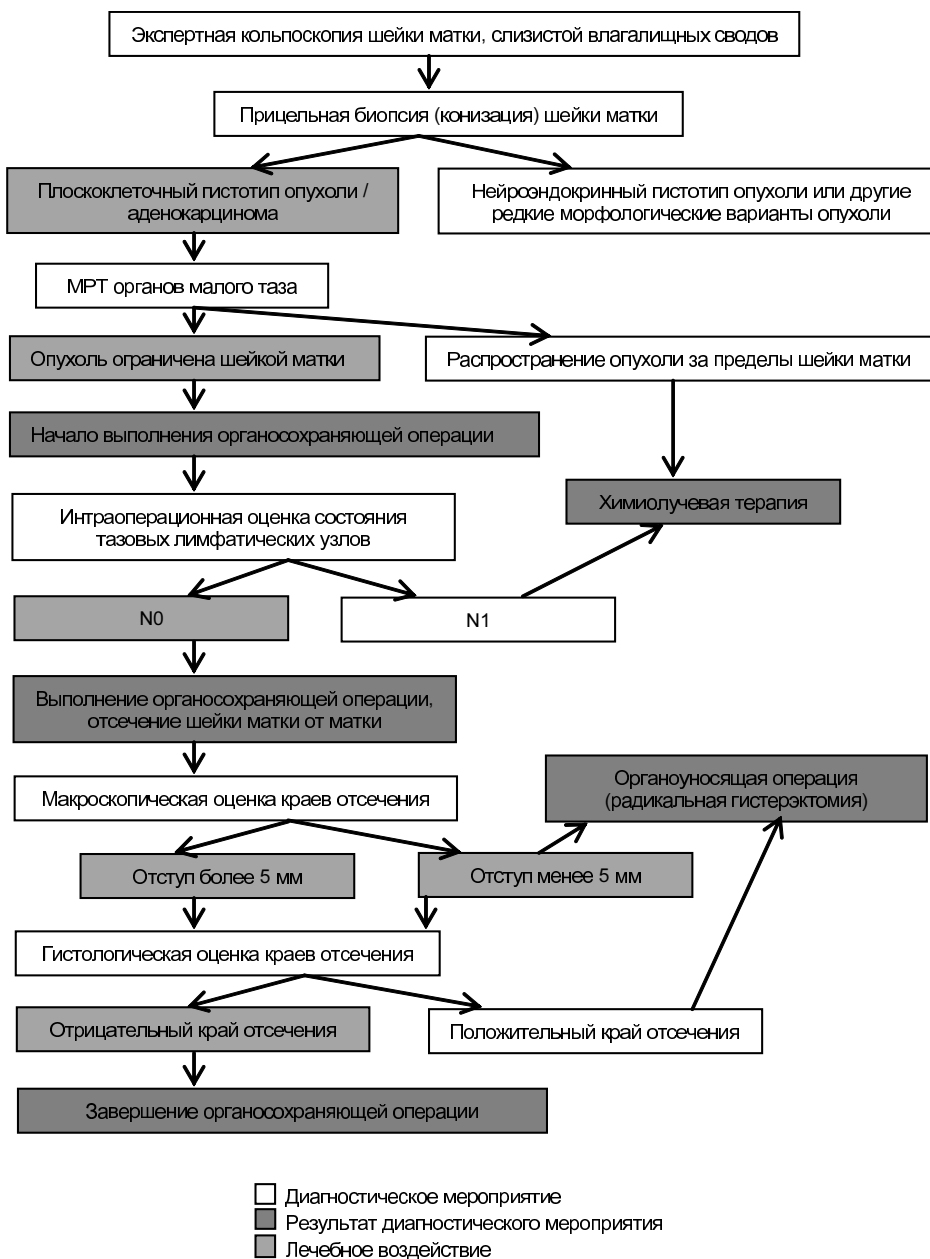 Экспертная кольпоскопия шейки матки, слизистой влагалищных сводов
Прицельная биопсия (конизация) шейки матки
Плоскоклеточный гистотип опухоли /
аденокарцинома
Нейроэндокринный гистотип опухоли или другие
редкие морфологические варианты опухоли
МРТ органов малого таза
Опухоль ограничена шейкой матки
Распространение опухоли за пределы шейки матки
Начало выполнения органосохраняющей операции
Химиолучевая терапия
Интраоперационная оценка состояния
тазовых лимфатических узлов
N0
N1
Выполнение органосохраняющей операции,
отсечение шейки матки от матки
Макроскопическая оценка краев отсечения
Органоуносящая операция
(радикальная гистерэктомия)
Отступ более 5 мм
Отступ менее 5 мм
Гистологическая оценка краев отсечения
Отрицательный край отсечения
Положительный край отсечения
Завершение органосохраняющей операции
Диагностическое мероприятие
Результат диагностического мероприятия
Лечебное воздействие